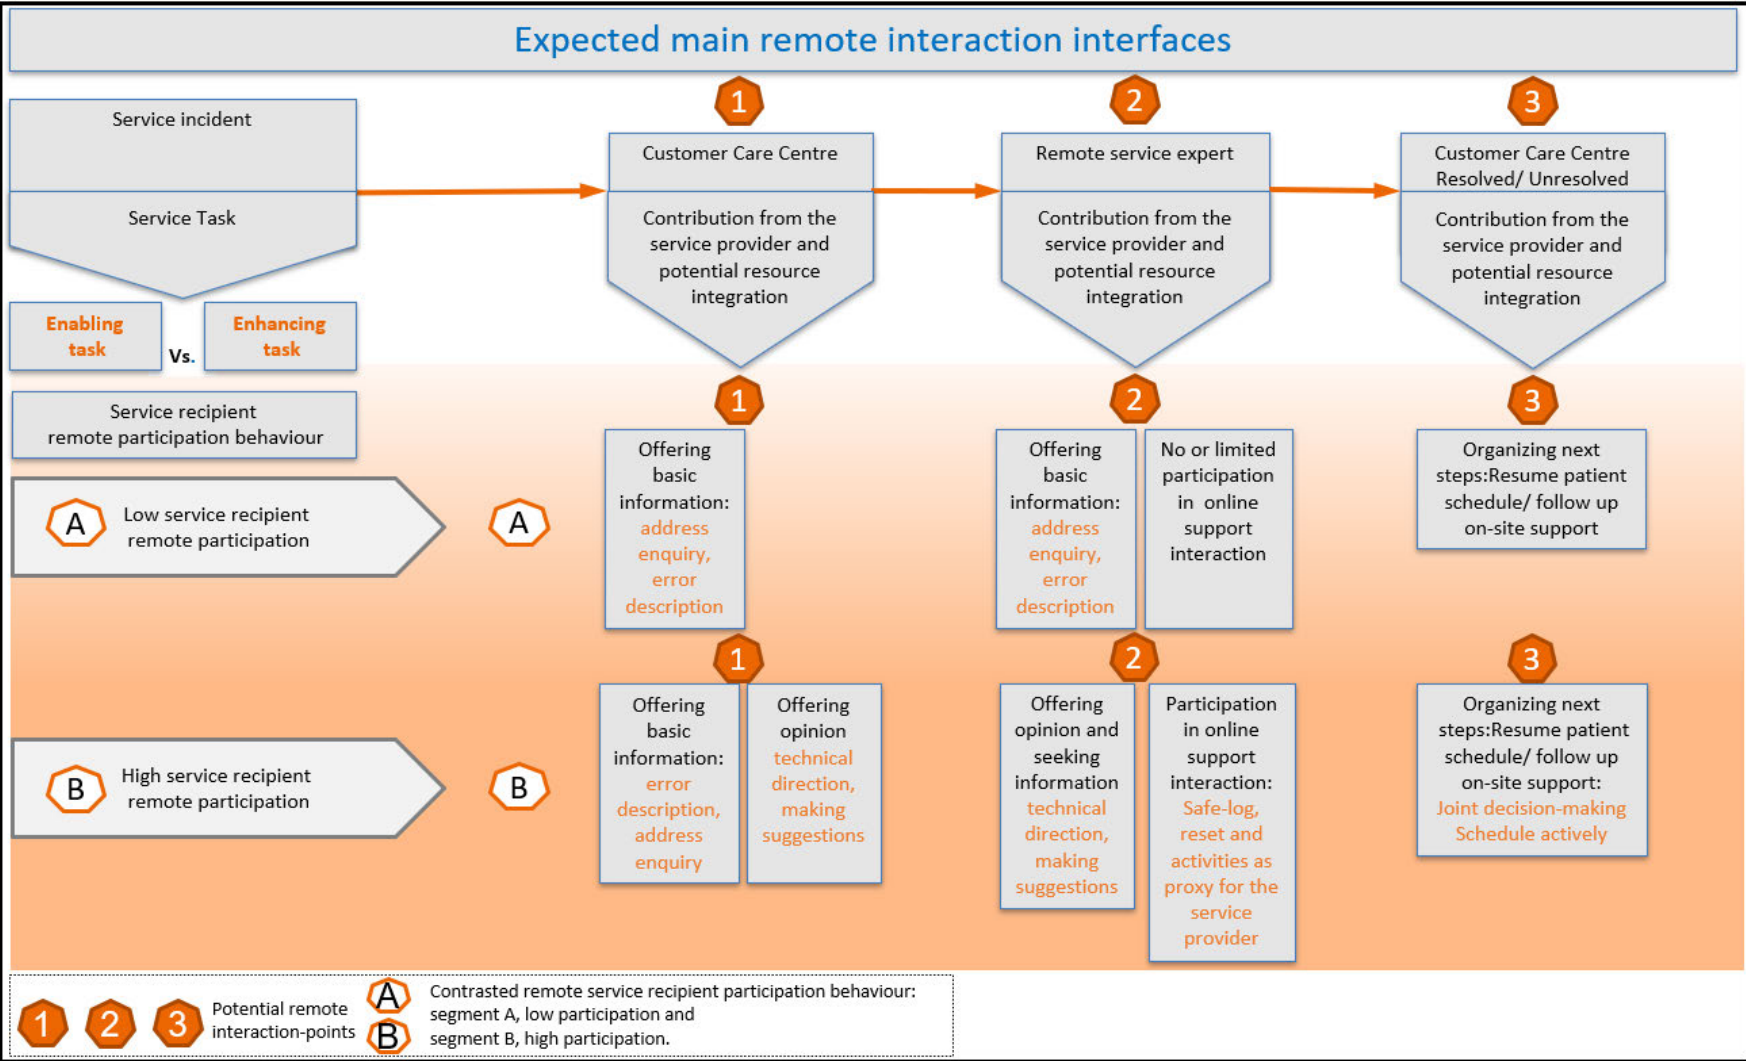 Expected main remote interaction interfaces
1
2
3
Service incident
Service Task
Customer Care Centre
Contribution from the
service provider and
potential resource
integration
Remote service expert
Contribution from the
service provider and
potential resource
integration
Customer Care Centre
Resolved/ Unresolved
Contribution from the
service provider and
potential resource
integration
Enabling
task
Vs.
Enhancing
task
Service recipient
remote participation behaviour
1
2
3
A
Low service recipient
remote participation
A
Offering
basic
information:
address
enquiry,
error
description
Offering
basic
information:
address
enquiry,
error
description
No or limited
participation
in online
support
interaction
Organizing next
steps:Resume patient
schedule/ follow up
on-site support
1
2
3
B
High service recipient
remote participation
B
Offering
basic
information:
error
description,
address
enquiry
Offering
opinion
technical
direction,
making
suggestions
Offering
opinion and
seeking
information
technical
direction,
making
suggestions
Participation
in online
support
interaction:
Safe-log,
reset and
activities as
proxy for the
service
provider
Organizing next
steps:Resume patient
schedule/ follow up
on-site support:
Joint decision-making
Schedule actively
1
2
3
Potential remote
interaction-points
A
B
Contrasted remote service recipient participation behaviour:
segment A, low participation and
segment B, high participation.